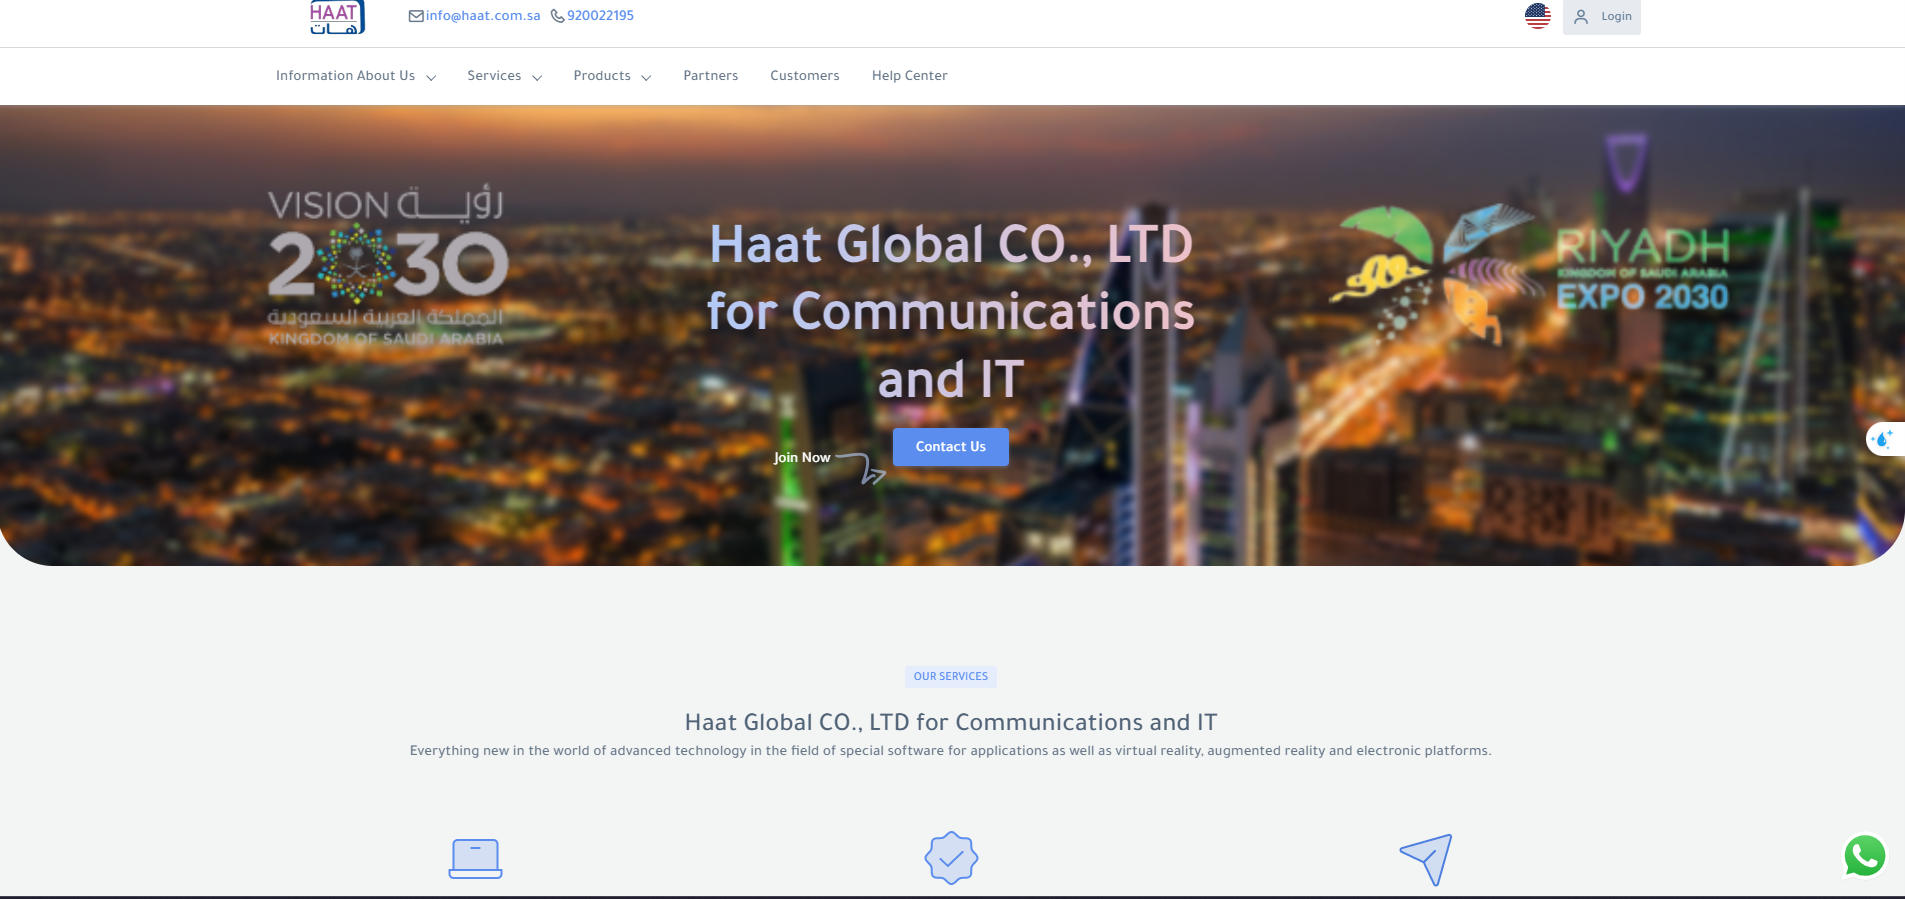 HAAT
هات
info@haat.com.sa
920022195
Login
Information About Us
Services
Products
Partners
Customers
Help Center
VISION رؤيـــة
2030
المملكة العربية السعودية
KINGDOM OF SAUDI ARABIA
Haat Global CO., LTD
for Communications
and IT
RIYADH
KINGDOM OF SAUDI ARABIA
EXPO 2030
Join Now
Contact Us
OUR SERVICES
Haat Global CO., LTD for Communications and IT
Everything new in the world of advanced technology in the field of special software for applications as well as virtual reality, augmented reality and electronic platforms.